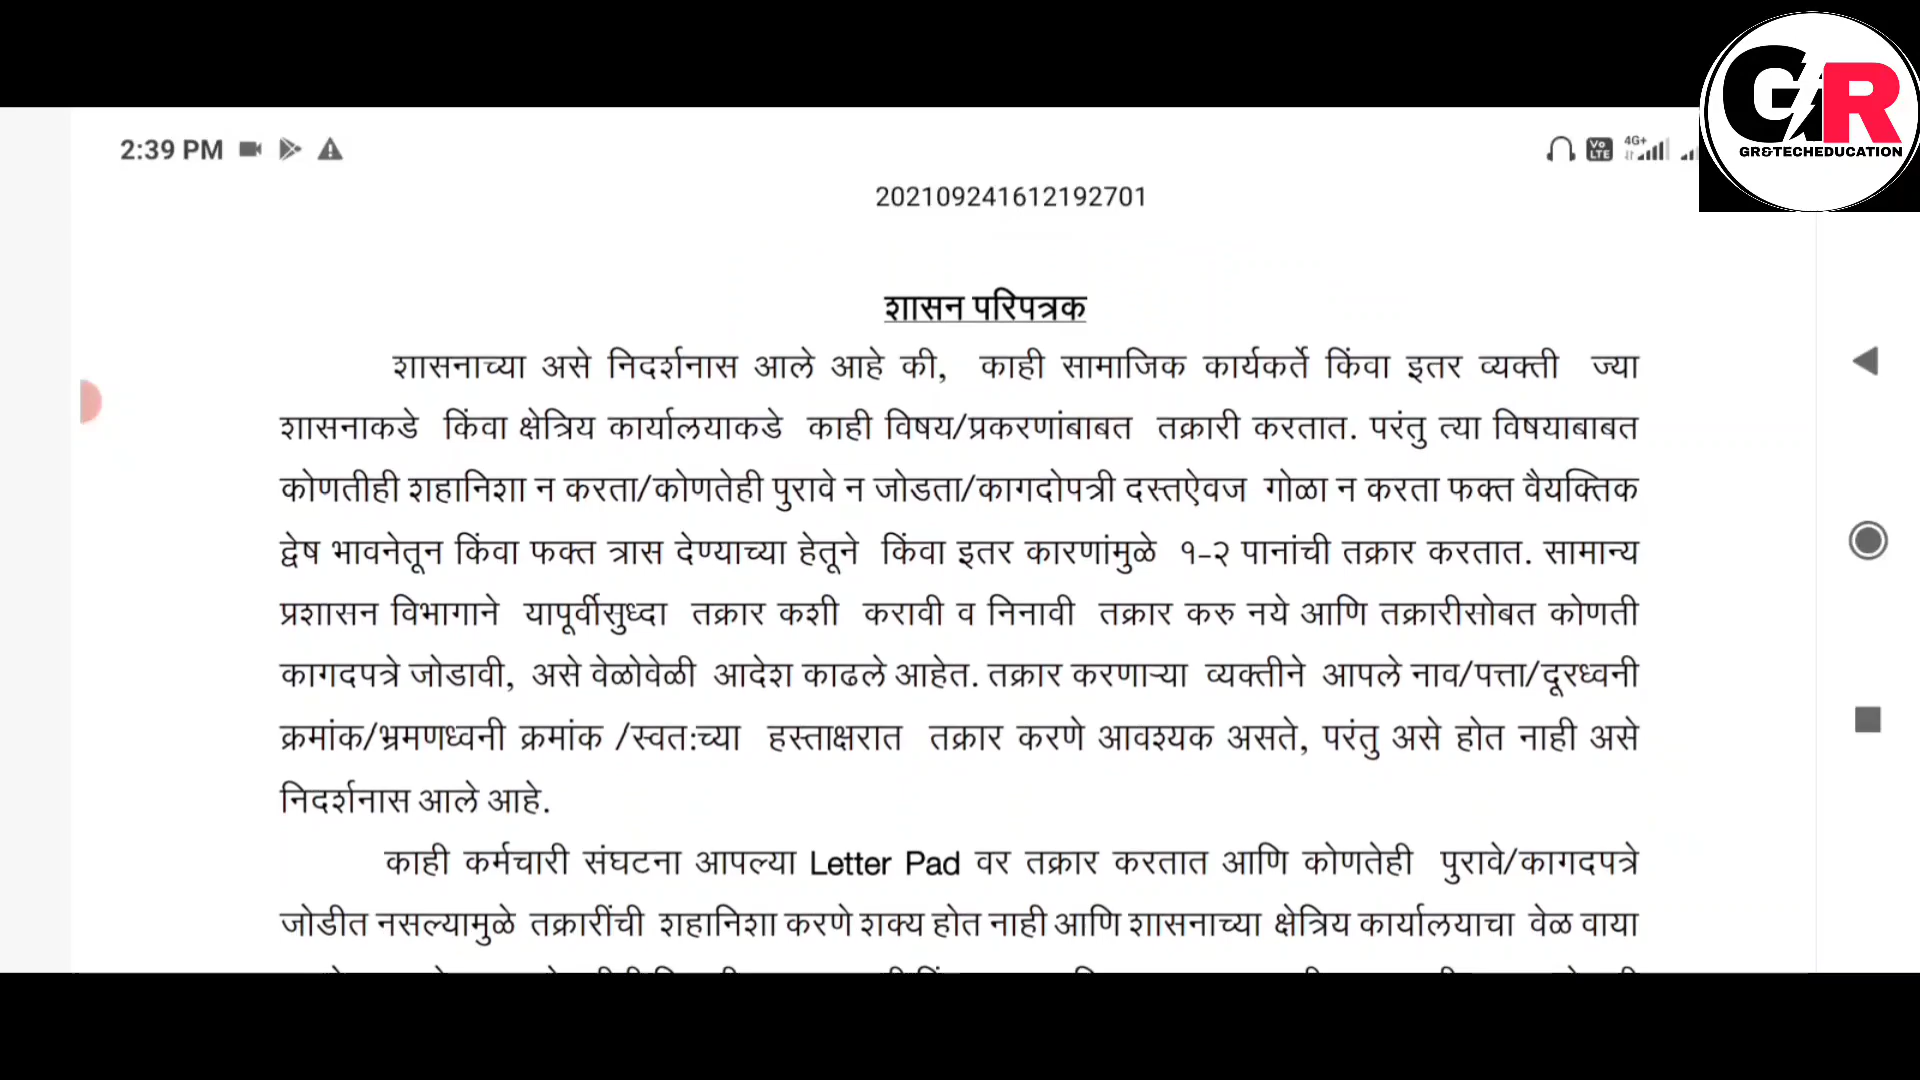 2:39 PM
Vo LTE 4G+
GR
GR&TECHEDUCATION
202109241612192701
शासन परिपत्रक
शासनाच्या असे निदर्शनास आले आहे की, काही सामाजिक कार्यकर्ते किंवा इतर व्यक्ती ज्या
शासनाकडे किंवा क्षेत्रिय कार्यालयाकडे काही विषय/प्रकरणांबाबत तक्रारी करतात. परंतु त्या विषयाबाबत
कोणतीही शहानिशा न करता/कोणतेही पुरावे न जोडता/कागदोपत्री दस्तऐवज गोळा न करता फक्त वैयक्तिक
द्वेष भावनेतून किंवा फक्त त्रास देण्याच्या हेतूने किंवा इतर कारणांमुळे १-२ पानांची तक्रार करतात. सामान्य
प्रशासन विभागाने यापूर्वीसुध्दा तक्रार कशी करावी व निनावी तक्रार करु नये आणि तक्रारीसोबत कोणती
कागदपत्रे जोडावी, असे वेळोवेळी आदेश काढले आहेत. तक्रार करणाऱ्या व्यक्तीने आपले नाव/पत्ता/दूरध्वनी
क्रमांक/भ्रमणध्वनी क्रमांक /स्वत:च्या हस्ताक्षरात तक्रार करणे आवश्यक असते, परंतु असे होत नाही असे
निदर्शनास आले आहे.
काही कर्मचारी संघटना आपल्या Letter Pad वर तक्रार करतात आणि कोणतेही पुरावे/कागदपत्रे
जोडीत नसल्यामुळे तक्रारींची शहानिशा करणे शक्य होत नाही आणि शासनाच्या क्षेत्रिय कार्यालयाचा वेळ वाया